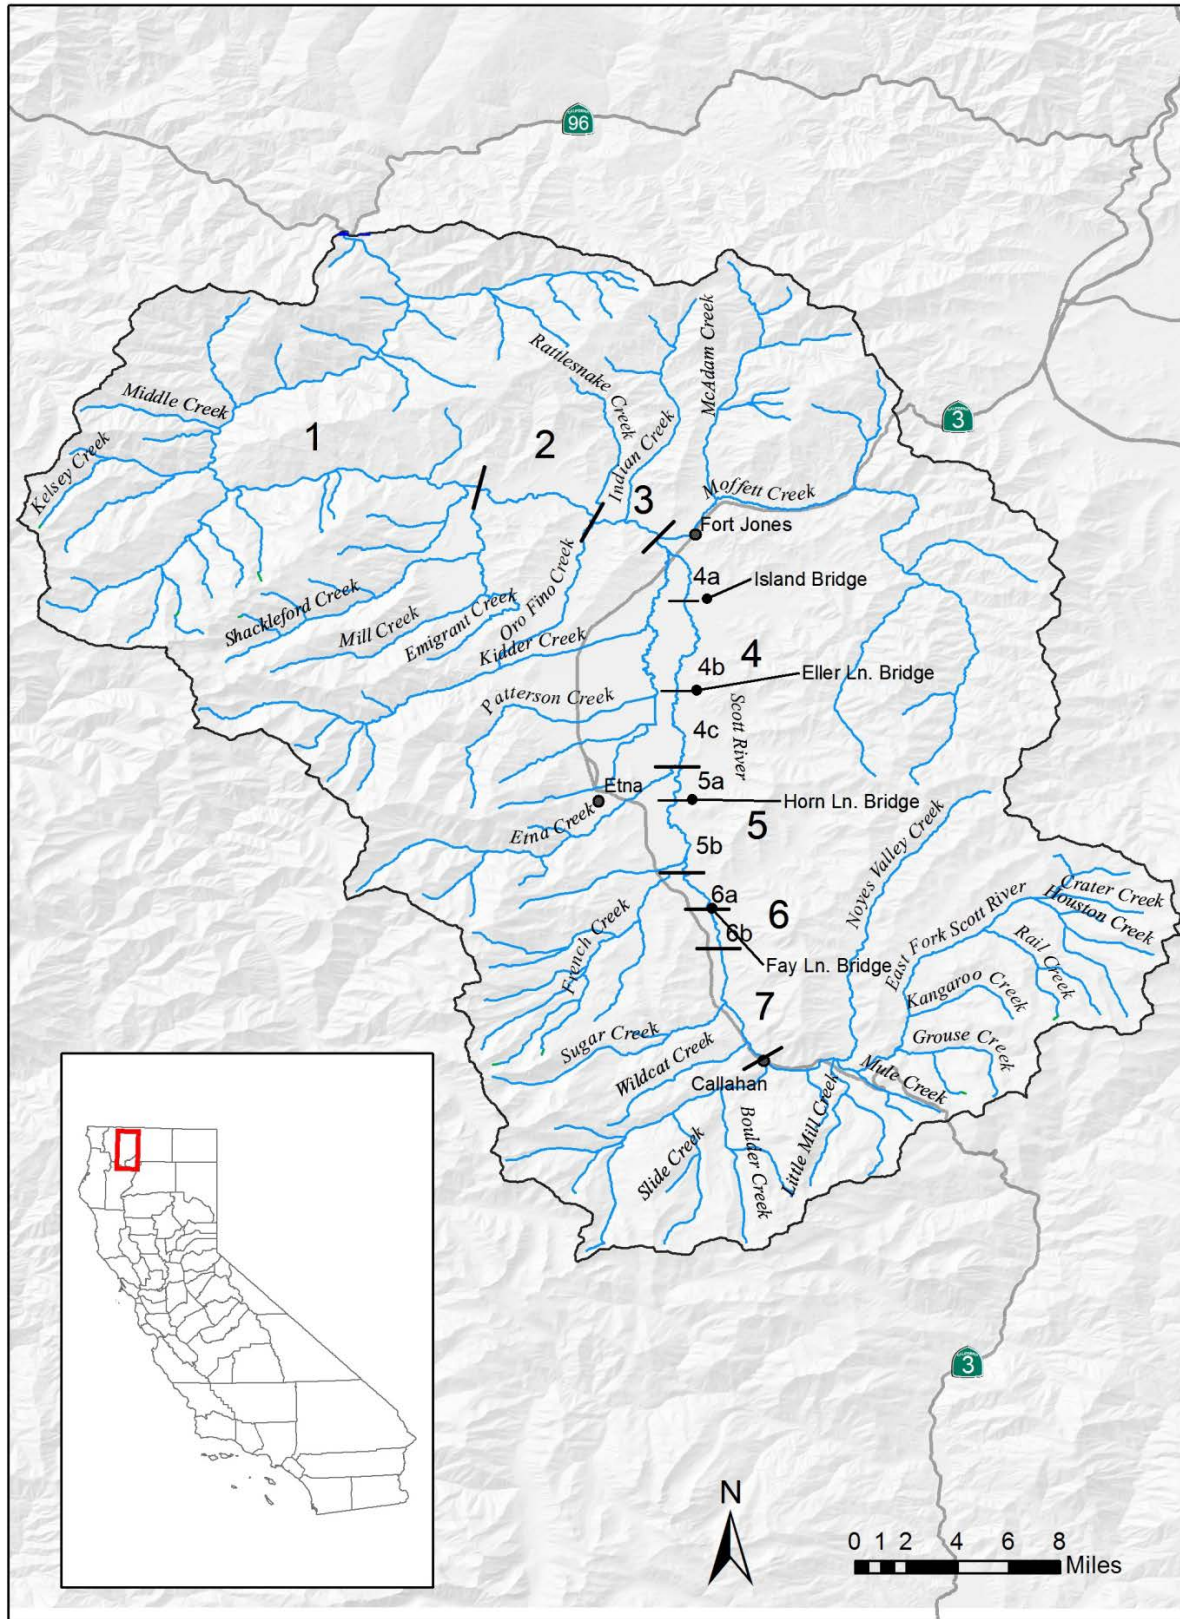 CALIFORNIA
96
McAdam Creek
Rattlesnake Creek
Middle Creek
CALIFORNIA
3
1
2
Indian Creek
Kelsey Creek
3
Moffett Creek
Fort Jones
Oro Fino Creek
4a
Island Bridge
Shackleford Creek
Mill Creek
Emigrant Creek
Kidder Creek
4
4b
Eller Ln. Bridge
Patterson Creek
Scott River
4c
5a
Etna
Horn Ln. Bridge
Etna Creek
5
5b
Noyes Valley Creek
6a
Crater Creek
Houston Creek
6
6b
East Fork Scott River
Rail Creek
French Creek
Fay Ln. Bridge
Kangaroo Creek
7
Sugar Creek
Grouse Creek
Wildcat Creek
Mule Creek
Callahan
Little Mill Creek
Boulder Creek
Slide Creek
CALIFORNIA
3
N
0 1 2 4 6 8
Miles